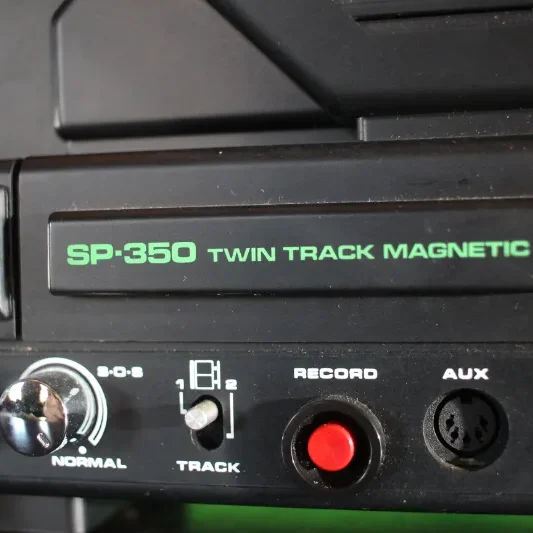 SP-350 TWIN TRACK MAGNETIC
S-O-S
1 2
RECORD
AUX
NORMAL
TRACK